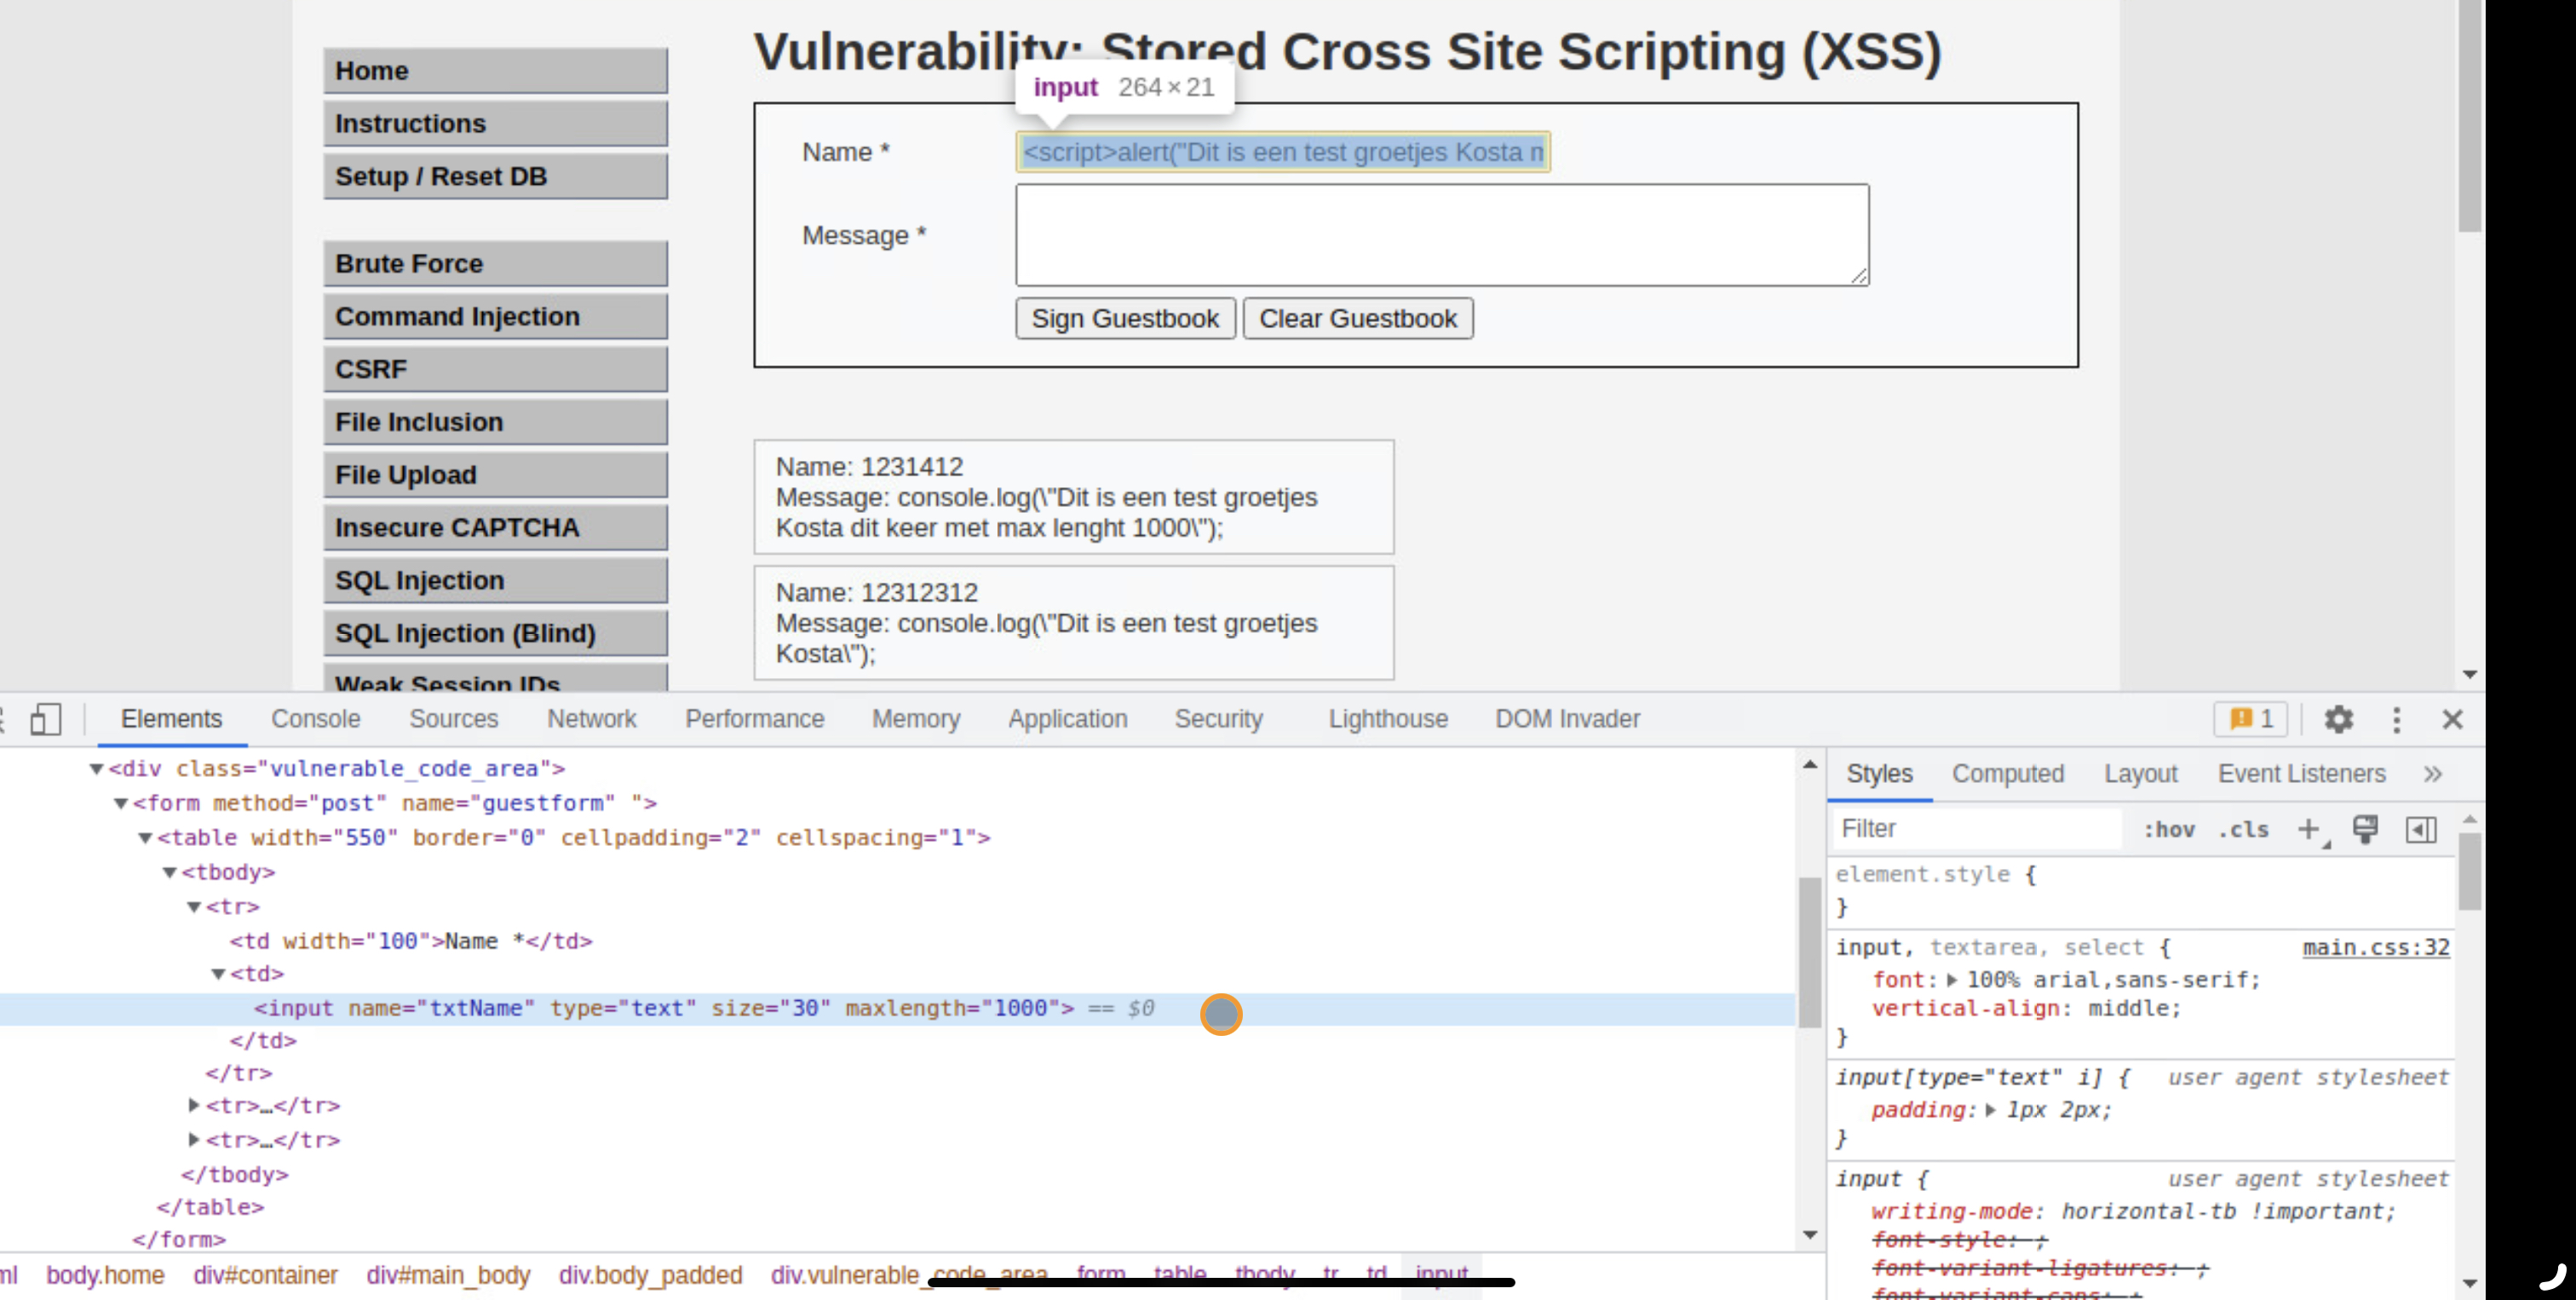 Vulnerability: Stored Cross Site Scripting (XSS)
input 264 × 21
Home
Instructions
Setup / Reset DB
Brute Force
Command Injection
CSRF
File Inclusion
File Upload
Insecure CAPTCHA
SQL Injection
SQL Injection (Blind)
Weak Session IDs
Name *
<script>alert("Dit is een test groetjes Kosta m
Message *
Sign Guestbook
Clear Guestbook
Name: 1231412
Message: console.log(\"Dit is een test groetjes
Kosta dit keer met max lenght 1000\");
Name: 12312312
Message: console.log(\"Dit is een test groetjes
Kosta\");
Elements Console Sources Network Performance Memory Application Security Lighthouse DOM Invader 1
<div class="vulnerable_code_area">
<form method="post" name="guestform" ">
<table width="550" border="0" cellpadding="2" cellspacing="1">
<tbody>
<tr>
<td width="100">Name *</td>
<td>
<input name="txtName" type="text" size="30" maxlength="1000"> == $0
</td>
</tr>
<tr>…</tr>
<tr>…</tr>
</tbody>
</table>
</form>
ml body.home div#container div#main_body div.body_padded div.vulnerable_code_area form table tbody tr td input
Styles Computed Layout Event Listeners »
Filter :hov .cls +
element.style {
}
input, textarea, select { main.css:32
font: 100% arial,sans-serif;
vertical-align: middle;
}
input[type="text" i] { user agent stylesheet
padding: 1px 2px;
}
input { user agent stylesheet
writing-mode: horizontal-tb !important;
font-style: ;
font-variant-ligatures: ;
font-variant-caps: ;